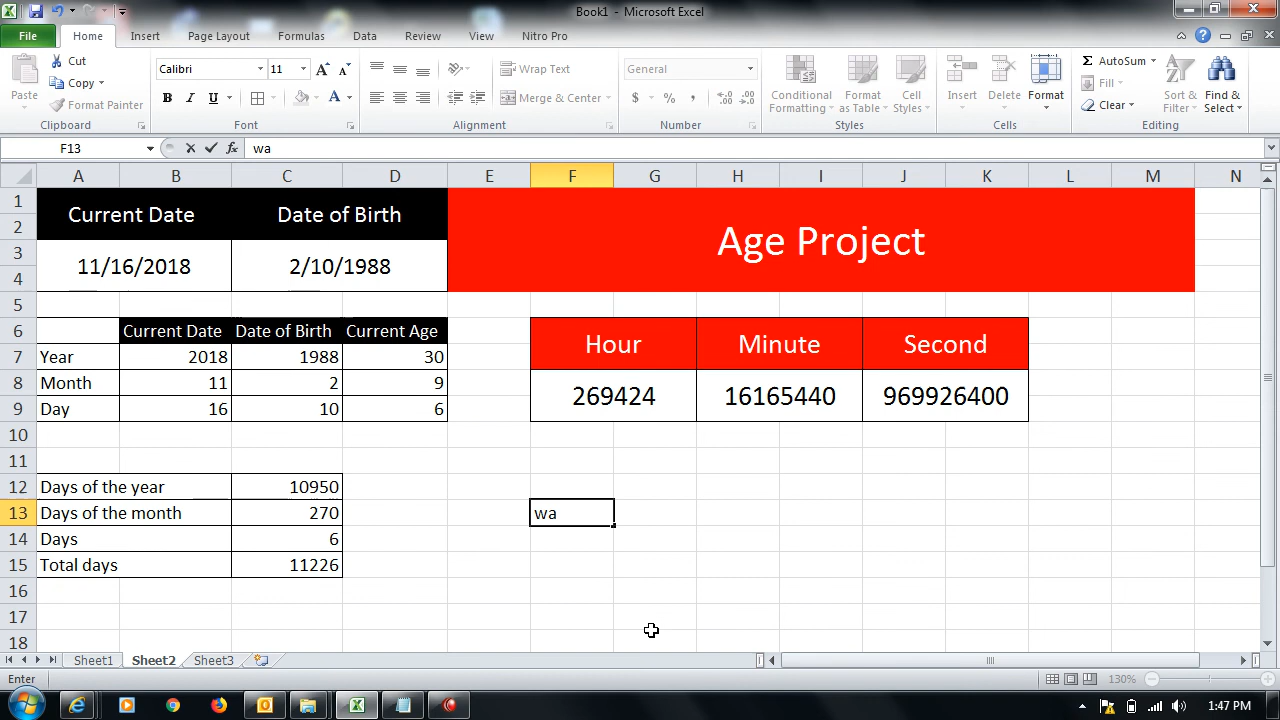 Book1 - Microsoft Excel
File Home Insert Page Layout Formulas Data Review View Nitro Pro
Paste Cut Copy Format Painter
Calibri 11 B I U A A A
Wrap Text Merge & Center
General $ % ,
Conditional Formatting Format as Table Cell Styles
Insert Delete Format
Σ AutoSum Fill Clear Sort & Filter Find & Select
Clipboard Font Alignment Number Styles Cells Editing
F13 fx wa
A B C D E F G H I J K L M N
1
2 Current Date Date of Birth
Age Project
3
4 11/16/2018 2/10/1988
5
6 Current Date Date of Birth Current Age
7 Year 2018 1988 30
Hour Minute Second
8 Month 11 2 9
9 Day 16 10 6
269424 16165440 969926400
10
11
12 Days of the year 10950
13 Days of the month 270 wa
14 Days 6
15 Total days 11226
16
17
18
Sheet1 Sheet2 Sheet3
Enter 130%
1:47 PM